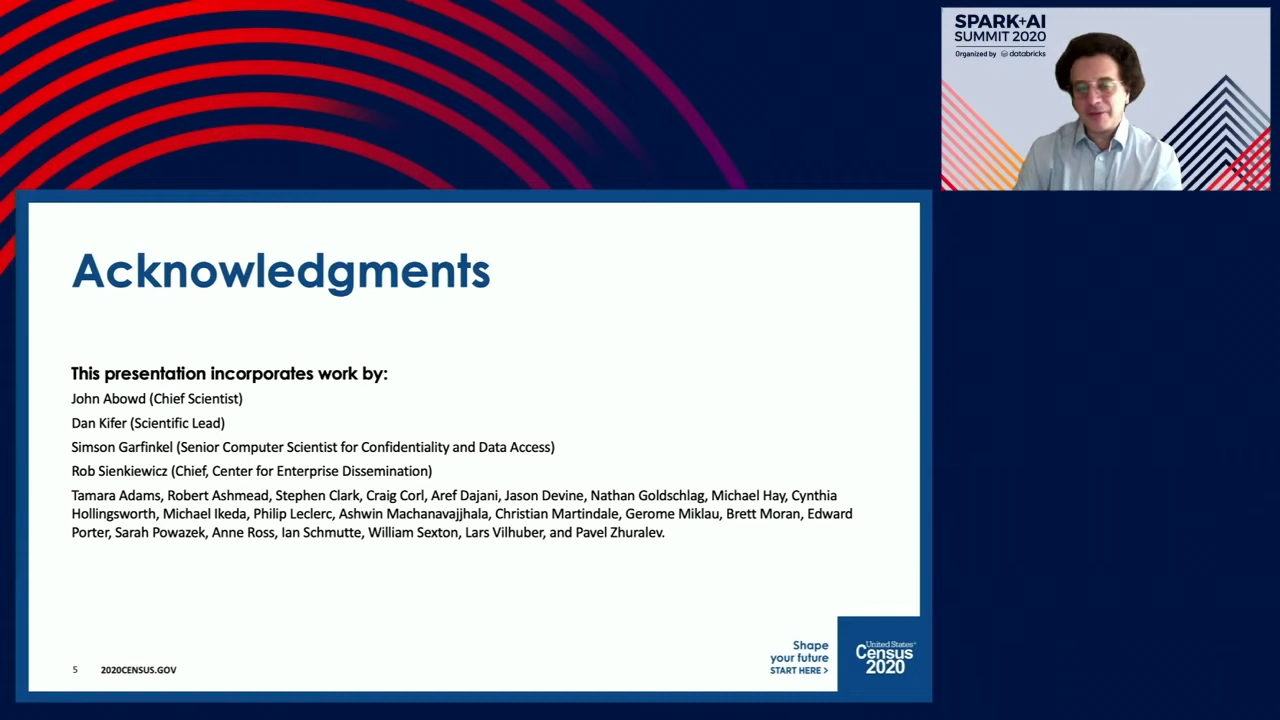 SPARK+AI
SUMMIT 2020
Organized by databricks
Acknowledgments
This presentation incorporates work by:
John Abowd (Chief Scientist)
Dan Kifer (Scientific Lead)
Simson Garfinkel (Senior Computer Scientist for Confidentiality and Data Access)
Rob Sienkiewicz (Chief, Center for Enterprise Dissemination)
Tamara Adams, Robert Ashmead, Stephen Clark, Craig Corl, Aref Dajani, Jason Devine, Nathan Goldschlag, Michael Hay, Cynthia
Hollingsworth, Michael Ikeda, Philip Leclerc, Ashwin Machanavajjhala, Christian Martindale, Gerome Miklau, Brett Moran, Edward
Porter, Sarah Powazek, Anne Ross, Ian Schmutte, William Sexton, Lars Vilhuber, and Pavel Zhuralev.
5 2020CENSUS.GOV
Shape
your future
START HERE >
United States®
Census
2020